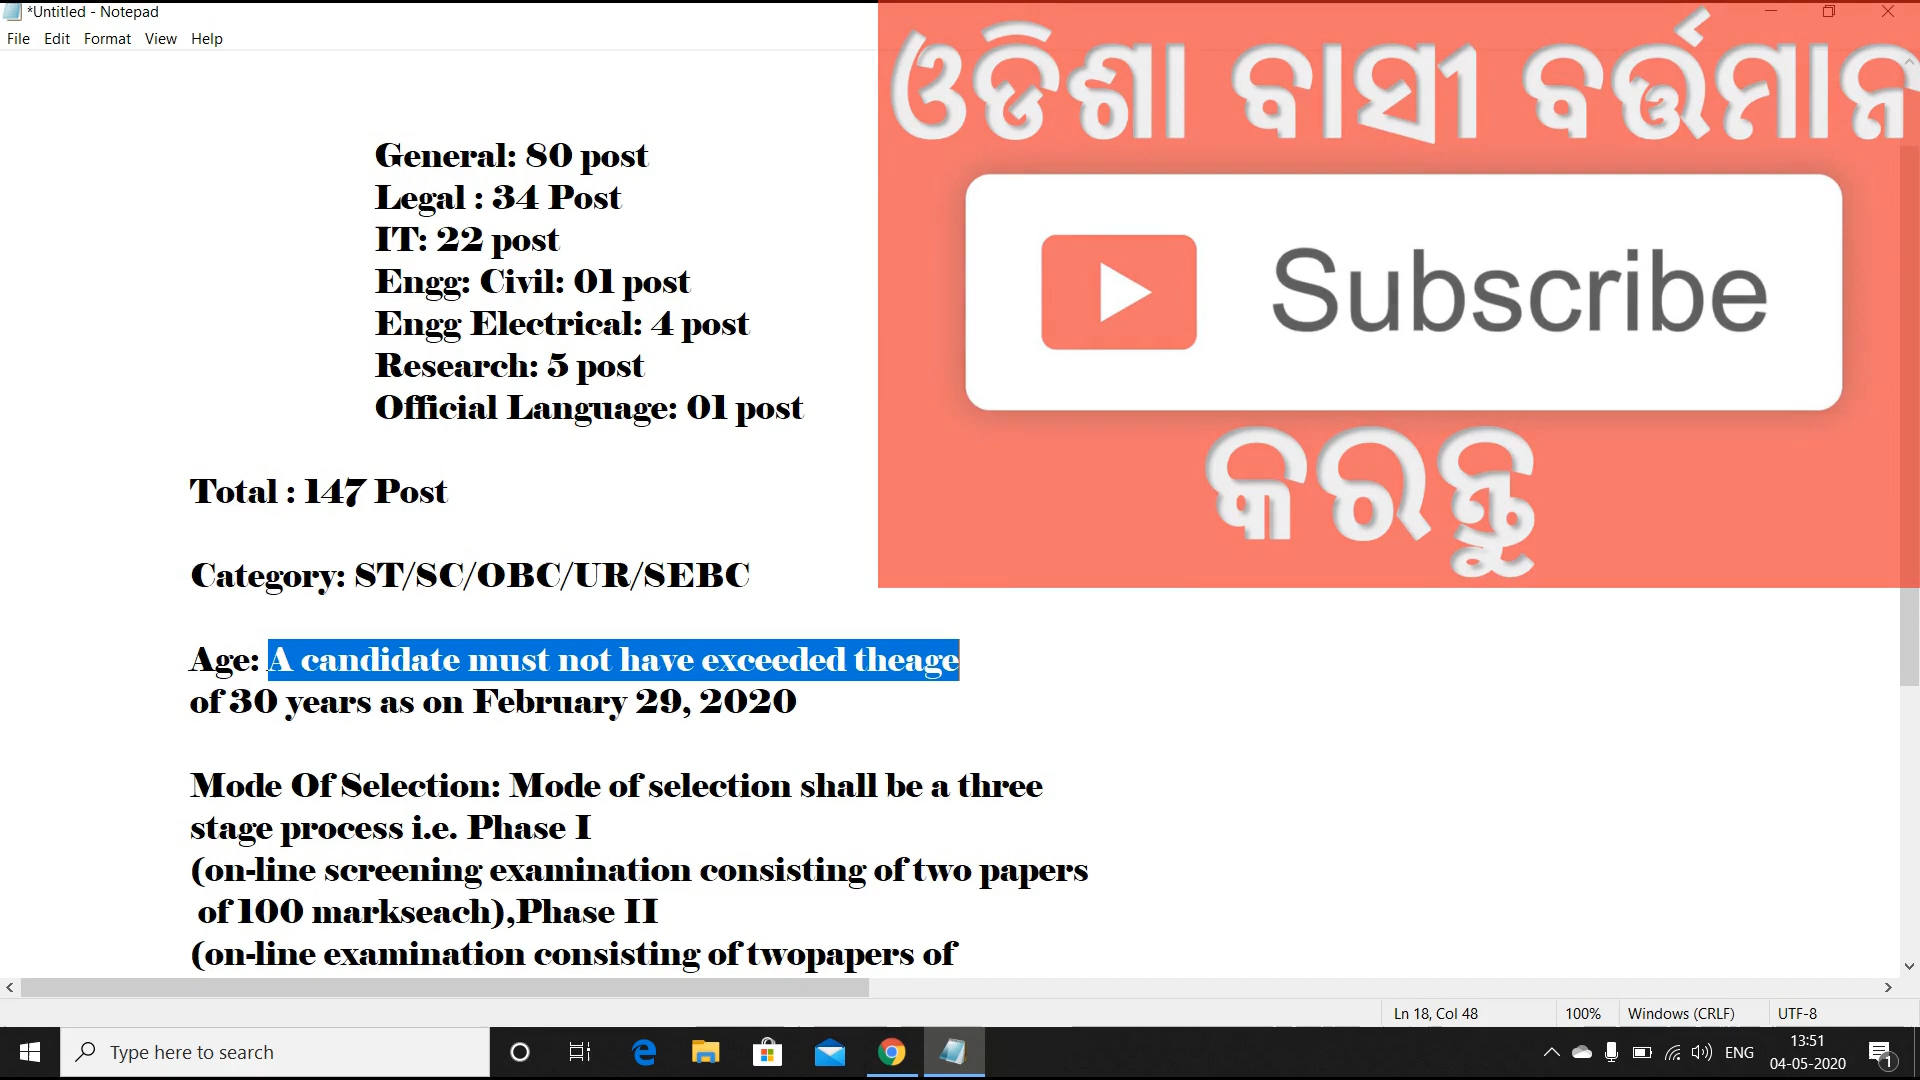 *Untitled - Notepad
File Edit Format View Help
General: 80 post
Legal : 34 Post
IT: 22 post
Engg: Civil: 01 post
Engg Electrical: 4 post
Research: 5 post
Official Language: 01 post
Total : 147 Post
Category: ST/SC/OBC/UR/SEBC
Age: A candidate must not have exceeded theage
of 30 years as on February 29, 2020
Mode Of Selection: Mode of selection shall be a three
stage process i.e. Phase I
(on-line screening examination consisting of two papers
of 100 markseach),Phase II
(on-line examination consisting of twopapers of
ଓଡିଶା ବାସୀ ବର୍ତ୍ତମାନ
Subscribe
କରନ୍ତୁ
Ln 18, Col 48
100%
Windows (CRLF)
UTF-8
Type here to search
ENG
13:51
04-05-2020
1